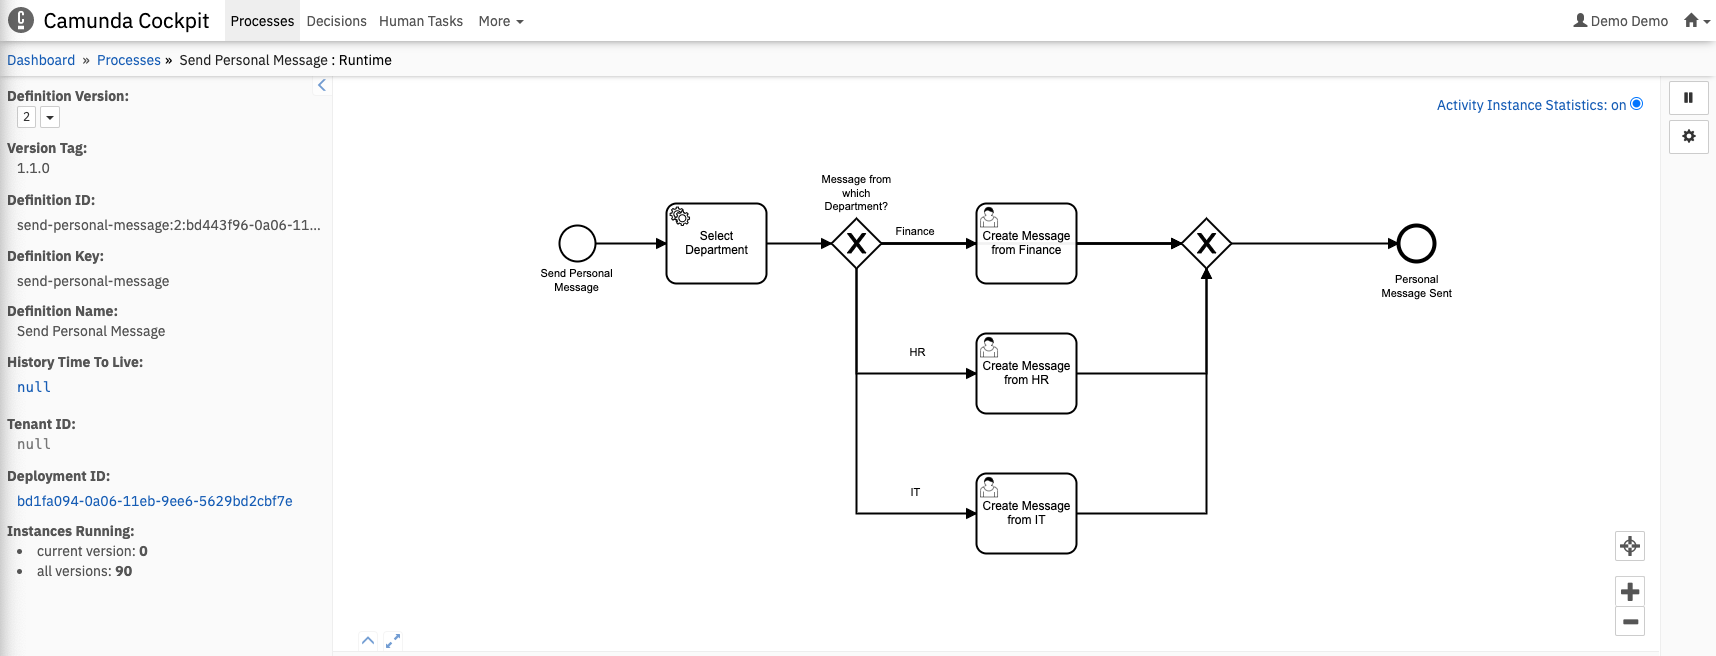 Camunda Cockpit Processes Decisions Human Tasks More Demo Demo
Dashboard » Processes » Send Personal Message : Runtime
Definition Version:
2
Version Tag:
1.1.0
Definition ID:
send-personal-message:2:bd443f96-0a06-11...
Definition Key:
send-personal-message
Definition Name:
Send Personal Message
History Time To Live:
null
Tenant ID:
null
Deployment ID:
bd1fa094-0a06-11eb-9ee6-5629bd2cbf7e
Instances Running:
• current version: 0
• all versions: 90
Activity Instance Statistics: on
Send Personal
Message
Select
Department
Message from
which
Department?
Finance
Create Message
from Finance
HR
Create Message
from HR
IT
Create Message
from IT
Personal
Message Sent